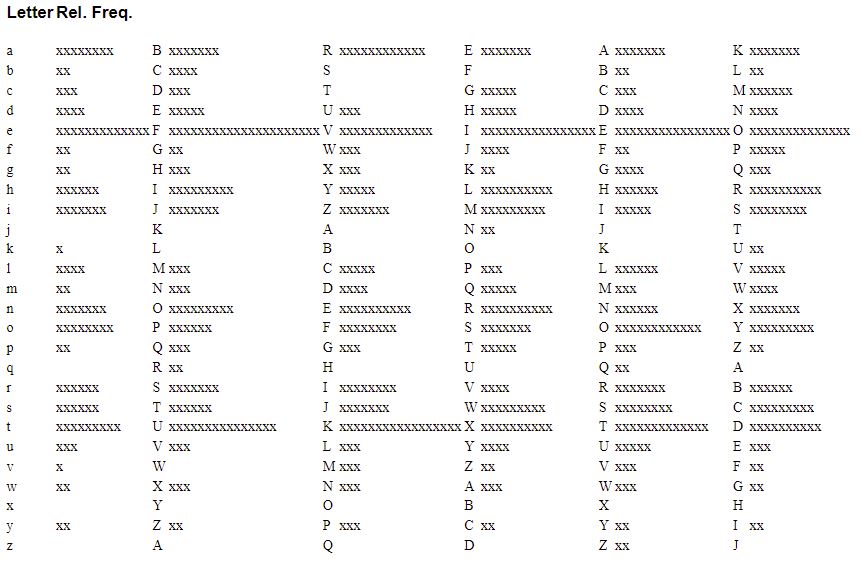 Letter Rel. Freq.
a xxxxxxxx B xxxxxxx R xxxxxxxxxxxx E xxxxxxx A xxxxxxx K xxxxxxx
b xx C xxxx S F B xx L xx
c xxx D xxx T G xxxxx C xxx M xxxxxx
d xxxx E xxxxx U xxx H xxxxx D xxxx N xxxx
e xxxxxxxxxxxxx F xxxxxxxxxxxxxxxxxxxxx V xxxxxxxxxxxxx I xxxxxxxxxxxxxxxx E xxxxxxxxxxxxxxxx O xxxxxxxxxxxxxx
f xx G xx W xxx J xxxx F xx P xxxxx
g xx H xxx X xxx K xx G xxxx Q xxx
h xxxxxx I xxxxxxxxx Y xxxxx L xxxxxxxxxx H xxxxxx R xxxxxxxxxx
i xxxxxxx J xxxxxxx Z xxxxxxx M xxxxxxxxx I xxxxx S xxxxxxxx
j K A N xx J T
k x L B O K U xx
l xxxx M xxx C xxxxx P xxx L xxxxxx V xxxxx
m xx N xxx D xxxx Q xxxxx M xxx W xxxx
n xxxxxxx O xxxxxxxxx E xxxxxxxxxx R xxxxxxxxxx N xxxxxx X xxxxxxx
o xxxxxxxx P xxxxxx F xxxxxxxx S xxxxxxx O xxxxxxxxxxxx Y xxxxxxxxx
p xx Q xxx G xxx T xxxxx P xxx Z xx
q R xx H U Q xx A
r xxxxxx S xxxxxxx I xxxxxxxx V xxxx R xxxxxxx B xxxxxx
s xxxxxx T xxxxxx J xxxxxxx W xxxxxxxxx S xxxxxxxx C xxxxxxxxx
t xxxxxxxxx U xxxxxxxxxxxxxxx K xxxxxxxxxxxxxxxxx X xxxxxxxxxx T xxxxxxxxxxxxx D xxxxxxxxxx
u xxx V xxx L xxx Y xxxx U xxxxx E xxx
v x W M xxx Z xx V xxx F xx
w xx X xxx N xxx A xxx W xxx G xx
x Y O B X H
y xx Z xx P xxx C xx Y xx I xx
z A Q D Z xx J